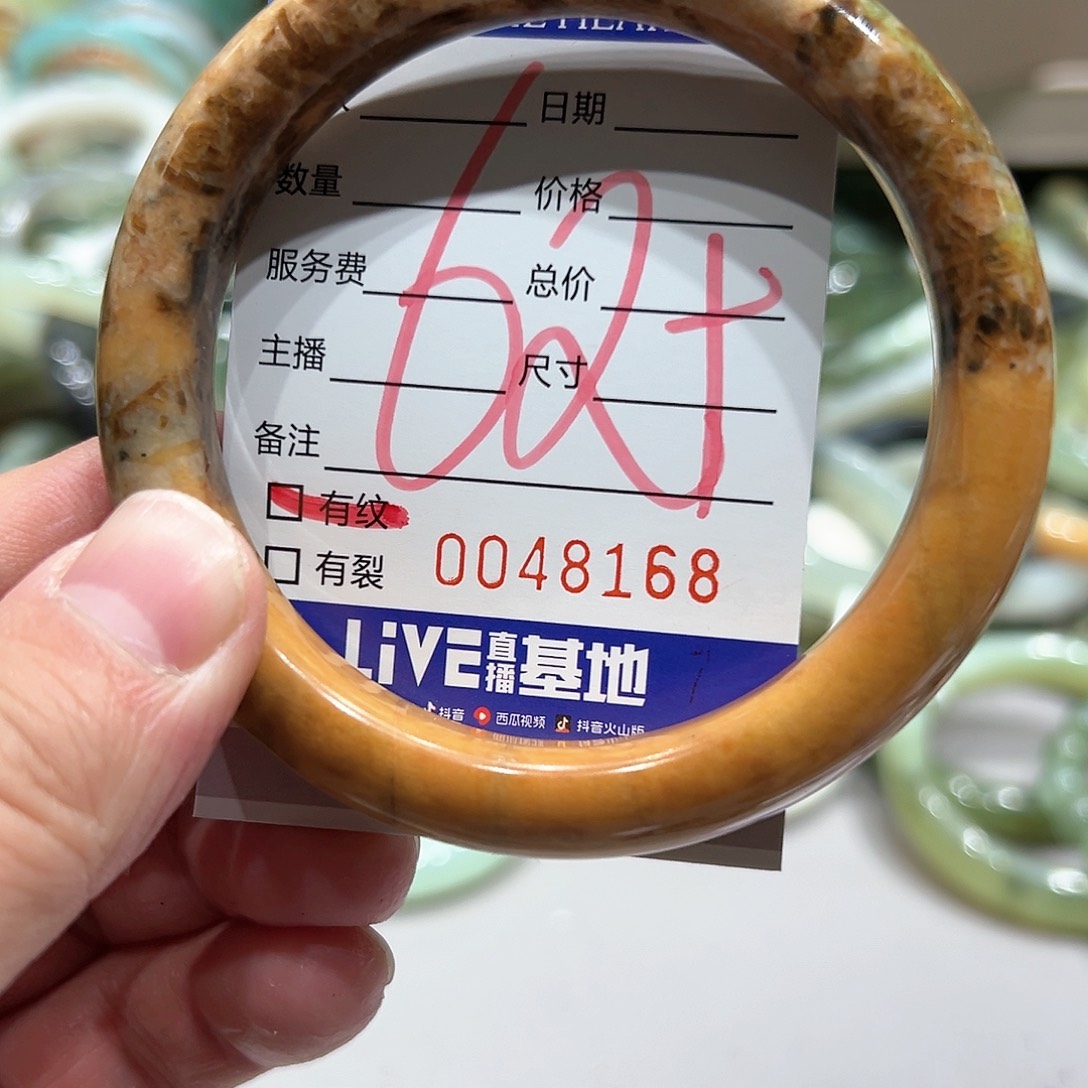 日期
数量 价格
服务费 总价
主播 尺寸
备注
62+
有纹
有裂 0048168
LiVE直播基地
抖音 西瓜视频 抖音火山版